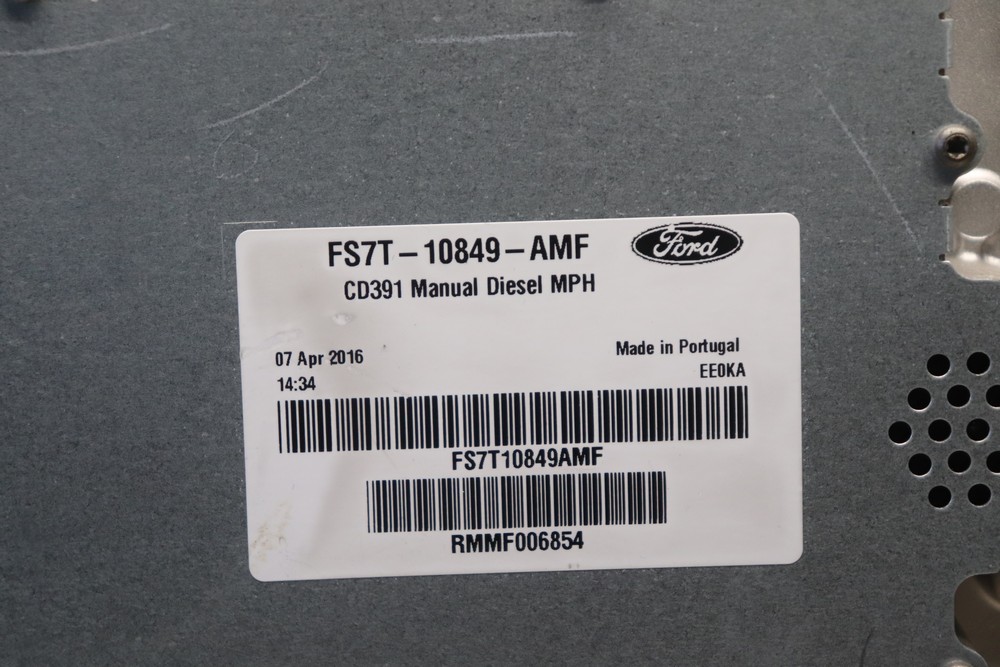 FS7T-10849-AMF
Ford
CD391 Manual Diesel MPH
07 Apr 2016
Made in Portugal
14:34
EE0KA
FS7T10849AMF
RMMF006854